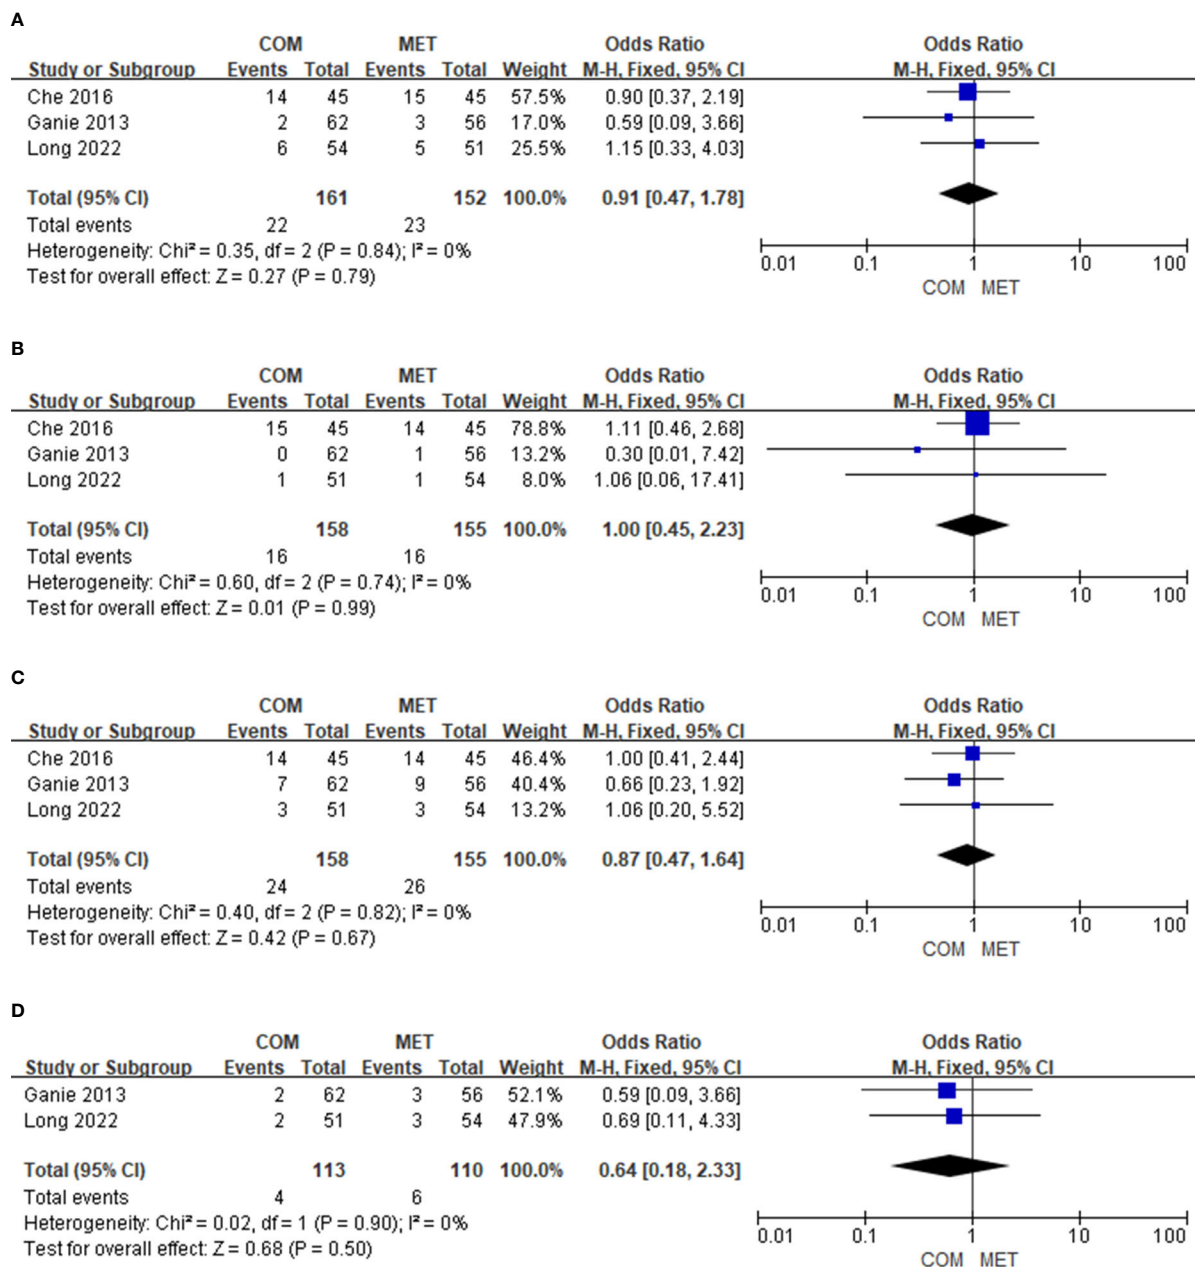 A
COM MET Odds Ratio Odds Ratio
Study or Subgroup Events Total Events Total Weight M-H, Fixed, 95% CI M-H, Fixed, 95% CI
Che 2016 14 45 15 45 57.5% 0.90 [0.37, 2.19]
Ganie 2013 2 62 3 56 17.0% 0.59 [0.09, 3.66]
Long 2022 6 54 5 51 25.5% 1.15 [0.33, 4.03]
Total (95% CI) 161 152 100.0% 0.91 [0.47, 1.78]
Total events 22 23
Heterogeneity: Chi² = 0.35, df = 2 (P = 0.84); I² = 0%
Test for overall effect: Z = 0.27 (P = 0.79)
0.01 0.1 1 10 100
COM MET
B
COM MET Odds Ratio Odds Ratio
Study or Subgroup Events Total Events Total Weight M-H, Fixed, 95% CI M-H, Fixed, 95% CI
Che 2016 15 45 14 45 78.8% 1.11 [0.46, 2.68]
Ganie 2013 0 62 1 56 13.2% 0.30 [0.01, 7.42]
Long 2022 1 51 1 54 8.0% 1.06 [0.06, 17.41]
Total (95% CI) 158 155 100.0% 1.00 [0.45, 2.23]
Total events 16 16
Heterogeneity: Chi² = 0.60, df = 2 (P = 0.74); I² = 0%
Test for overall effect: Z = 0.01 (P = 0.99)
0.01 0.1 1 10 100
COM MET
C
COM MET Odds Ratio Odds Ratio
Study or Subgroup Events Total Events Total Weight M-H, Fixed, 95% CI M-H, Fixed, 95% CI
Che 2016 14 45 14 45 46.4% 1.00 [0.41, 2.44]
Ganie 2013 7 62 9 56 40.4% 0.66 [0.23, 1.92]
Long 2022 3 51 3 54 13.2% 1.06 [0.20, 5.52]
Total (95% CI) 158 155 100.0% 0.87 [0.47, 1.64]
Total events 24 26
Heterogeneity: Chi² = 0.40, df = 2 (P = 0.82); I² = 0%
Test for overall effect: Z = 0.42 (P = 0.67)
0.01 0.1 1 10 100
COM MET
D
COM MET Odds Ratio Odds Ratio
Study or Subgroup Events Total Events Total Weight M-H, Fixed, 95% CI M-H, Fixed, 95% CI
Ganie 2013 2 62 3 56 52.1% 0.59 [0.09, 3.66]
Long 2022 2 51 3 54 47.9% 0.69 [0.11, 4.33]
Total (95% CI) 113 110 100.0% 0.64 [0.18, 2.33]
Total events 4 6
Heterogeneity: Chi² = 0.02, df = 1 (P = 0.90); I² = 0%
Test for overall effect: Z = 0.68 (P = 0.50)
0.01 0.1 1 10 100
COM MET